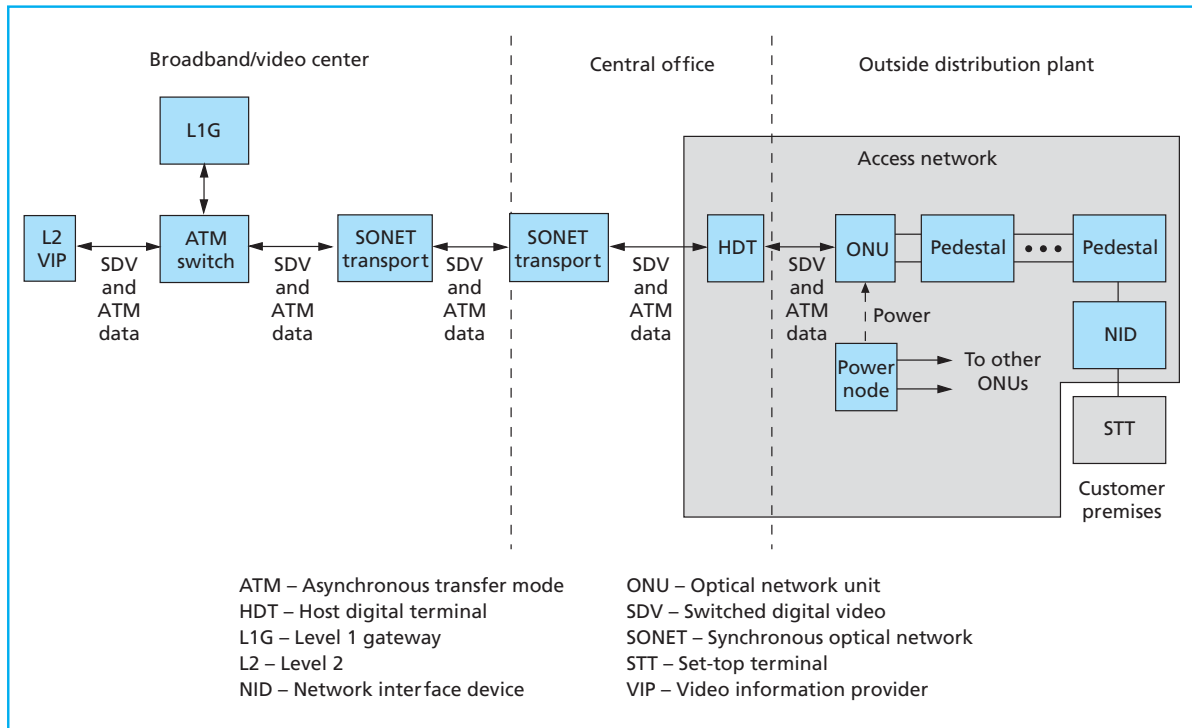 Broadband/video center
Central office
Outside distribution plant
L1G
Access network
L2
VIP
ATM
switch
SONET
transport
SONET
transport
HDT
ONU
Pedestal
Pedestal
SDV
and
ATM
data
SDV
and
ATM
data
SDV
and
ATM
data
SDV
and
ATM
data
SDV
and
ATM
data
Power
Power
node
To other
ONUs
NID
STT
Customer
premises
ATM – Asynchronous transfer mode
HDT – Host digital terminal
L1G – Level 1 gateway
L2 – Level 2
NID – Network interface device
ONU – Optical network unit
SDV – Switched digital video
SONET – Synchronous optical network
STT – Set-top terminal
VIP – Video information provider